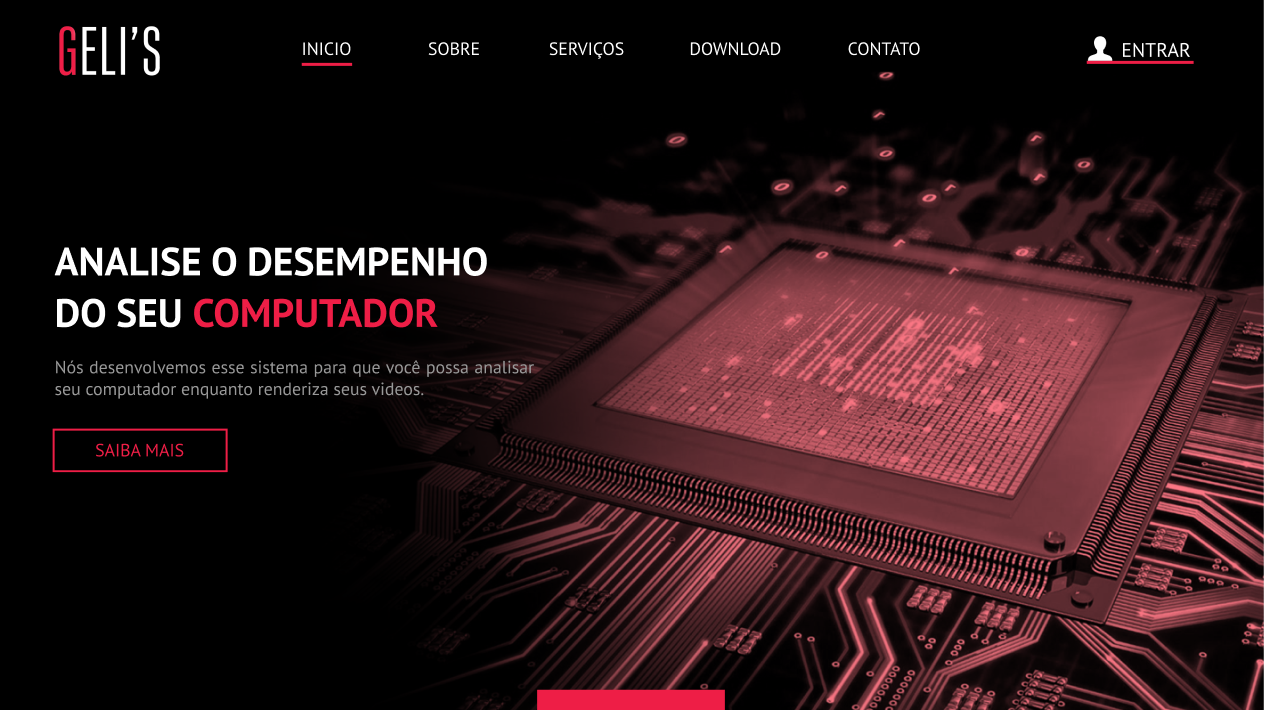 GELI'S
INICIO
SOBRE
SERVIÇOS
DOWNLOAD
CONTATO
ENTRAR
ANALISE O DESEMPENHO
DO SEU COMPUTADOR
Nós desenvolvemos esse sistema para que você possa analisar
seu computador enquanto renderiza seus videos.
SAIBA MAIS